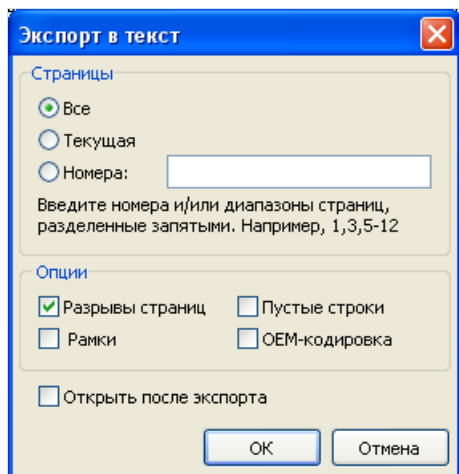 Экспорт в текст
Страницы
Все
Текущая
Номера:
Введите номера и/или диапазоны страниц,
разделенные запятыми. Например, 1,3,5-12
Опции
Разрывы страниц Пустые строки
Рамки OEM-кодировка
Открыть после экспорта
OK Отмена